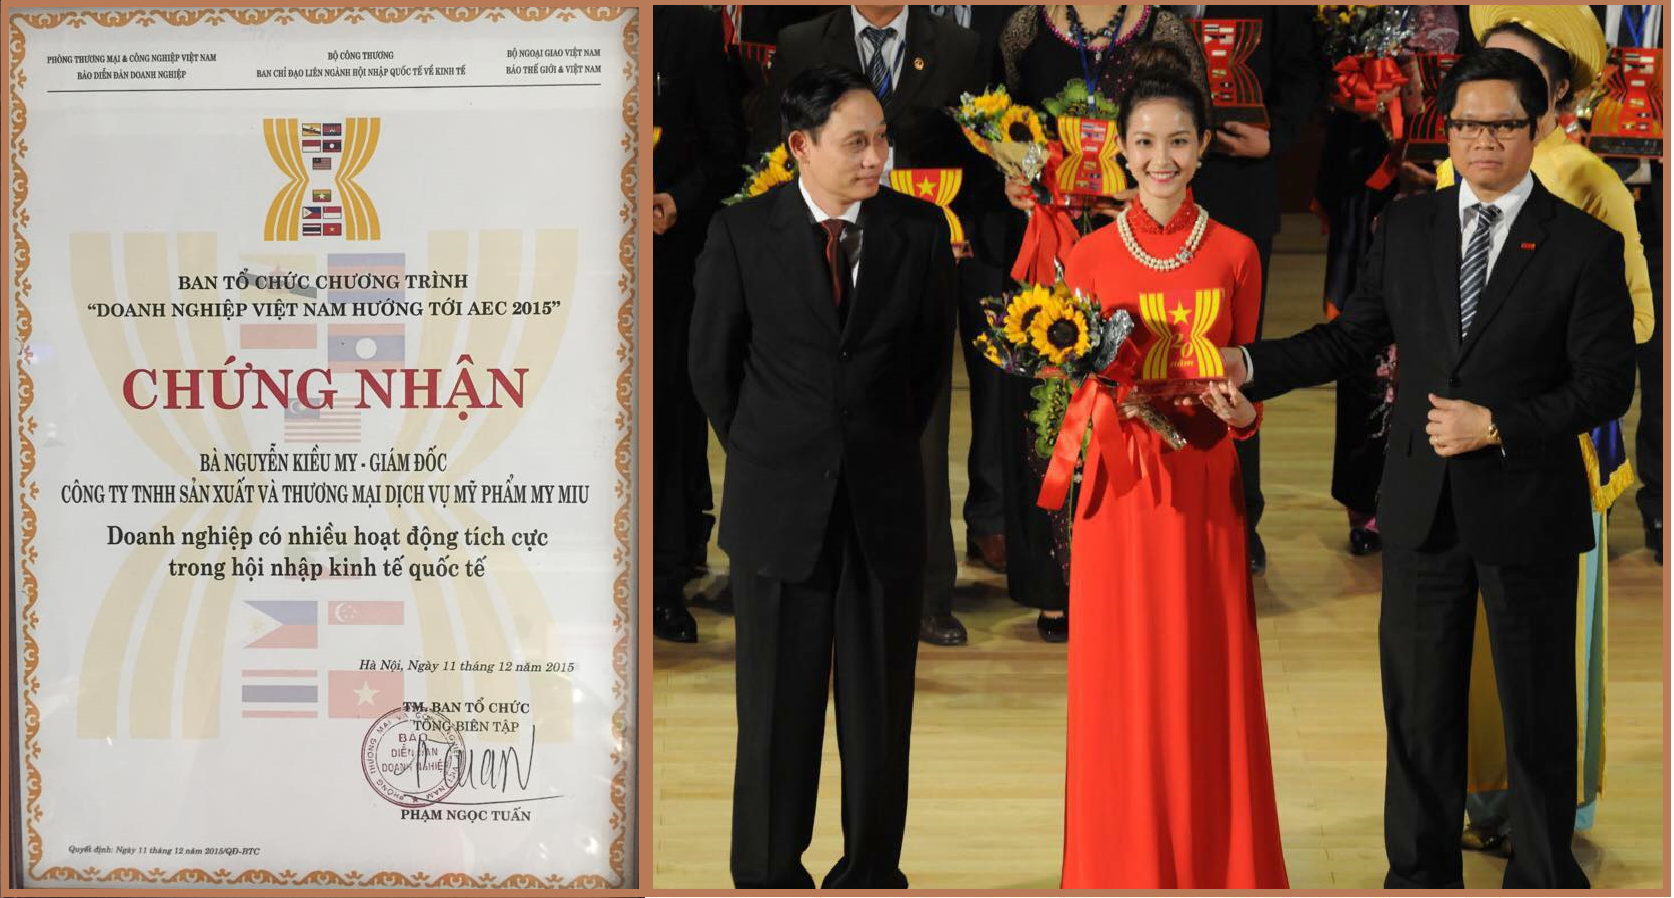 PHÒNG THƯƠNG MẠI & CÔNG NGHIỆP VIỆT NAM
BÁO DIỄN ĐÀN DOANH NGHIỆP
BỘ CÔNG THƯƠNG
BAN CHỈ ĐẠO LIÊN NGÀNH HỘI NHẬP QUỐC TẾ VỀ KINH TẾ
BỘ NGOẠI GIAO VIỆT NAM
BÁO THẾ GIỚI & VIỆT NAM
BAN TỔ CHỨC CHƯƠNG TRÌNH
“DOANH NGHIỆP VIỆT NAM HƯỚNG TỚI AEC 2015”
CHỨNG NHẬN
BÀ NGUYỄN KIỀU MY - GIÁM ĐỐC
CÔNG TY TNHH SẢN XUẤT VÀ THƯƠNG MẠI DỊCH VỤ MỸ PHẨM MY MIU
Doanh nghiệp có nhiều hoạt động tích cực
trong hội nhập kinh tế quốc tế
Hà Nội, Ngày 11 tháng 12 năm 2015
TM. BAN TỔ CHỨC
TỔNG BIÊN TẬP
BÁO
DIỄN ĐÀN
DOANH NGHIỆP
PHẠM NGỌC TUẤN
Quyết định: Ngày 11 tháng 12 năm 2015/QĐ-BTC
20